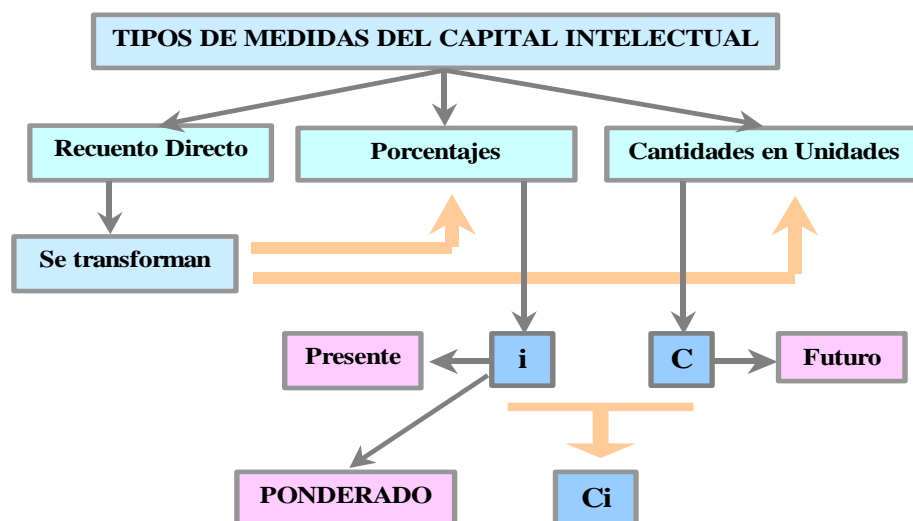 TIPOS DE MEDIDAS DEL CAPITAL INTELECTUAL
Recuento Directo
Porcentajes
Cantidades en Unidades
Se transforman
Presente
i
C
Futuro
PONDERADO
Ci